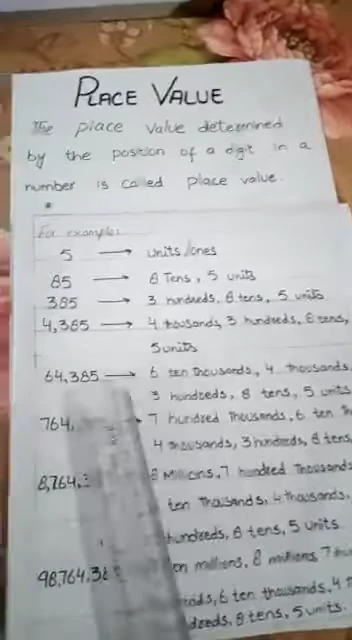 PLACE VALUE
The place value determined
by the position of a digit in a
number is called place value.
For example:
5 → units/ones
85 → 8 Tens, 5 units
385 → 3 hundreds, 8 tens, 5 units
4,385 → 4 thousands, 3 hundreds, 8 tens,
5 units
64,385 → 6 ten thousands, 4 thousands,
3 hundreds, 8 tens, 5 units
764, 7 hundred thousands, 6 ten
4 thousands, 3 hundreds, 8 tens,
8,764, 8 Millions, 7 hundred thousands
ten thousands, 4 thousands,
hundreds, 8 tens, 5 units
98,764,38 millions, 8 millions, 7
6 ten thousands, 4
8 tens, 5 units.